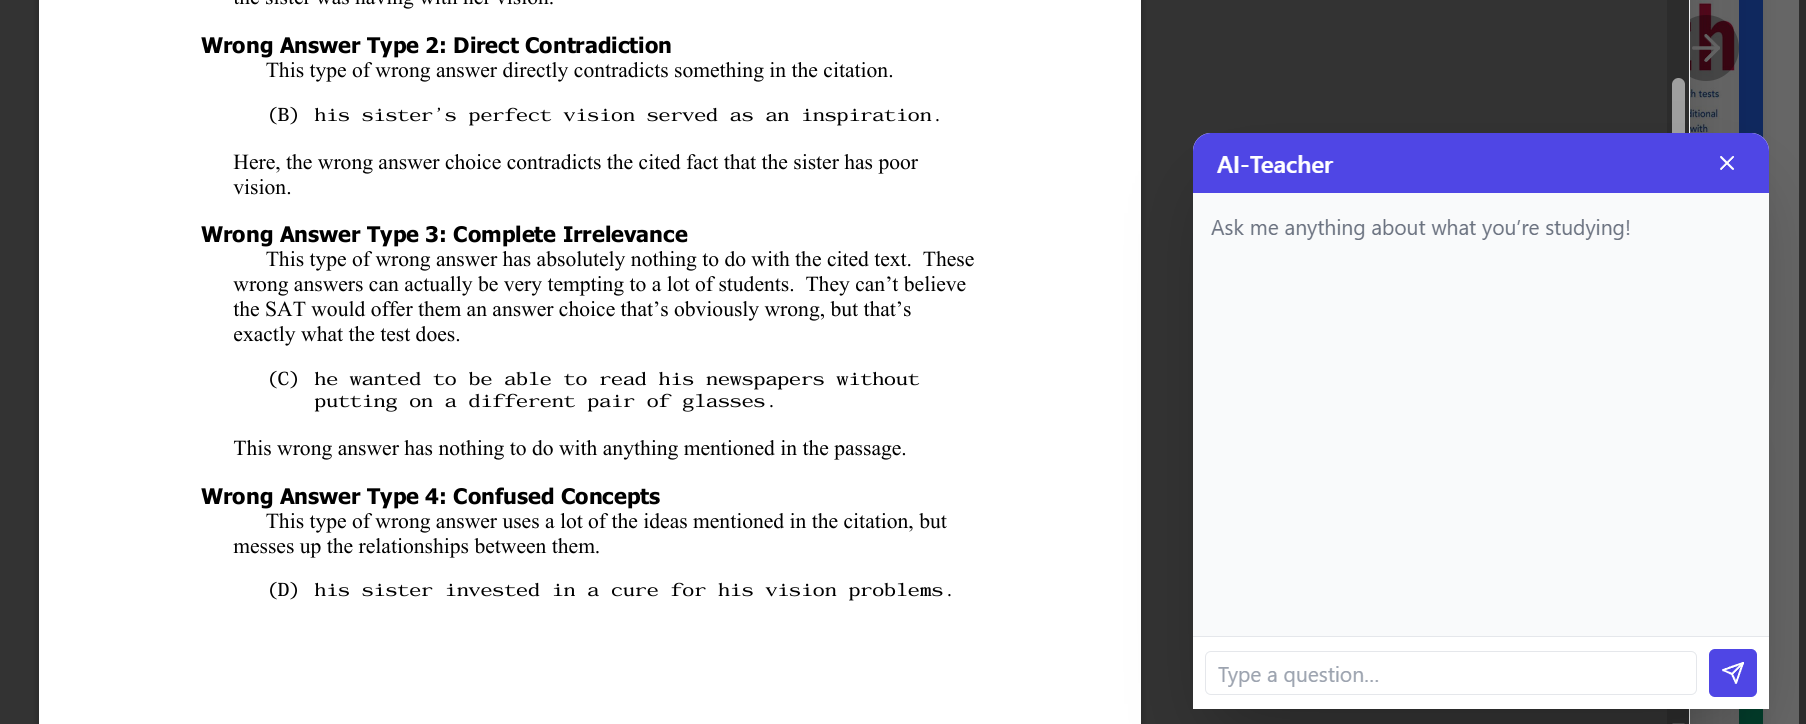 the sister was having with her vision.
Wrong Answer Type 2: Direct Contradiction
This type of wrong answer directly contradicts something in the citation.
(B) his sister's perfect vision served as an inspiration.
Here, the wrong answer choice contradicts the cited fact that the sister has poor
vision.
Wrong Answer Type 3: Complete Irrelevance
This type of wrong answer has absolutely nothing to do with the cited text. These
wrong answers can actually be very tempting to a lot of students. They can’t believe
the SAT would offer them an answer choice that’s obviously wrong, but that’s
exactly what the test does.
(C) he wanted to be able to read his newspapers without
putting on a different pair of glasses.
This wrong answer has nothing to do with anything mentioned in the passage.
Wrong Answer Type 4: Confused Concepts
This type of wrong answer uses a lot of the ideas mentioned in the citation, but
messes up the relationships between them.
(D) his sister invested in a cure for his vision problems.
h
h tests
litional
with
AI-Teacher
Ask me anything about what you’re studying!
Type a question...